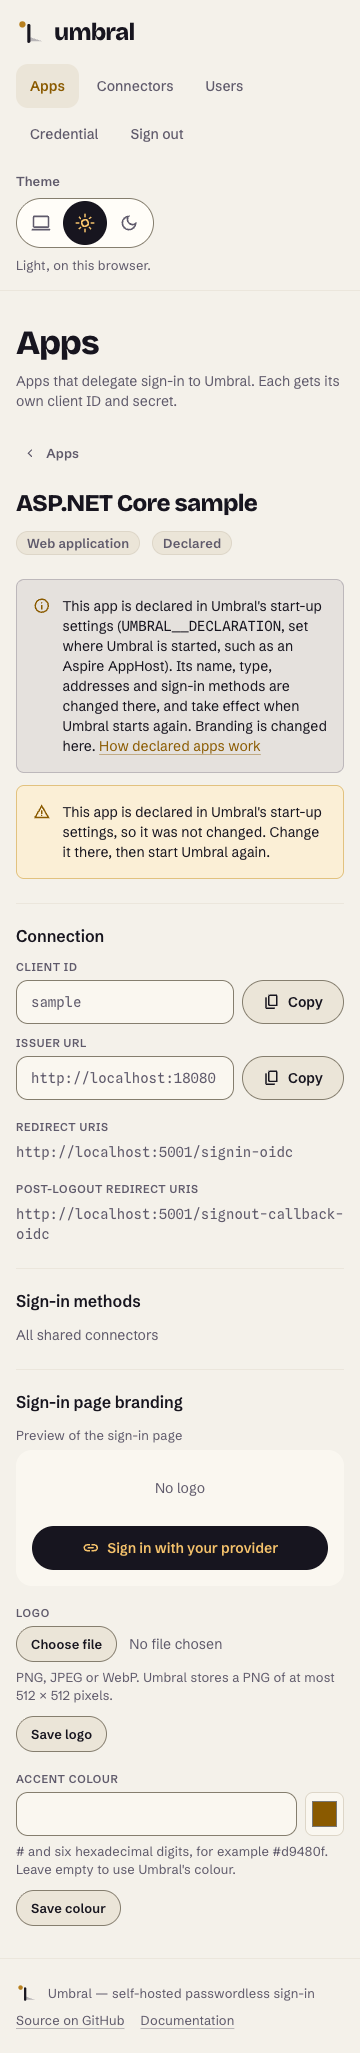 umbral
Apps
Connectors
Users
Credential
Sign out
Theme
Light, on this browser.
Apps
Apps that delegate sign-in to Umbral. Each gets its
own client ID and secret.
Apps
ASP.NET Core sample
Web application
Declared
This app is declared in Umbral's start-up
settings (UMBRAL__DECLARATION, set
where Umbral is started, such as an
Aspire AppHost). Its name, type,
addresses and sign-in methods are
changed there, and take effect when
Umbral starts again. Branding is changed
here. How declared apps work
This app is declared in Umbral's start-up
settings, so it was not changed. Change
it there, then start Umbral again.
Connection
CLIENT ID
sample
Copy
ISSUER URL
http://localhost:18080
Copy
REDIRECT URIS
http://localhost:5001/signin-oidc
POST-LOGOUT REDIRECT URIS
http://localhost:5001/signout-callback-
oidc
Sign-in methods
All shared connectors
Sign-in page branding
Preview of the sign-in page
No logo
Sign in with your provider
LOGO
Choose file
No file chosen
PNG, JPEG or WebP. Umbral stores a PNG of at most
512 × 512 pixels.
Save logo
ACCENT COLOUR
# and six hexadecimal digits, for example #d9480f.
Leave empty to use Umbral's colour.
Save colour
Umbral — self-hosted passwordless sign-in
Source on GitHub
Documentation